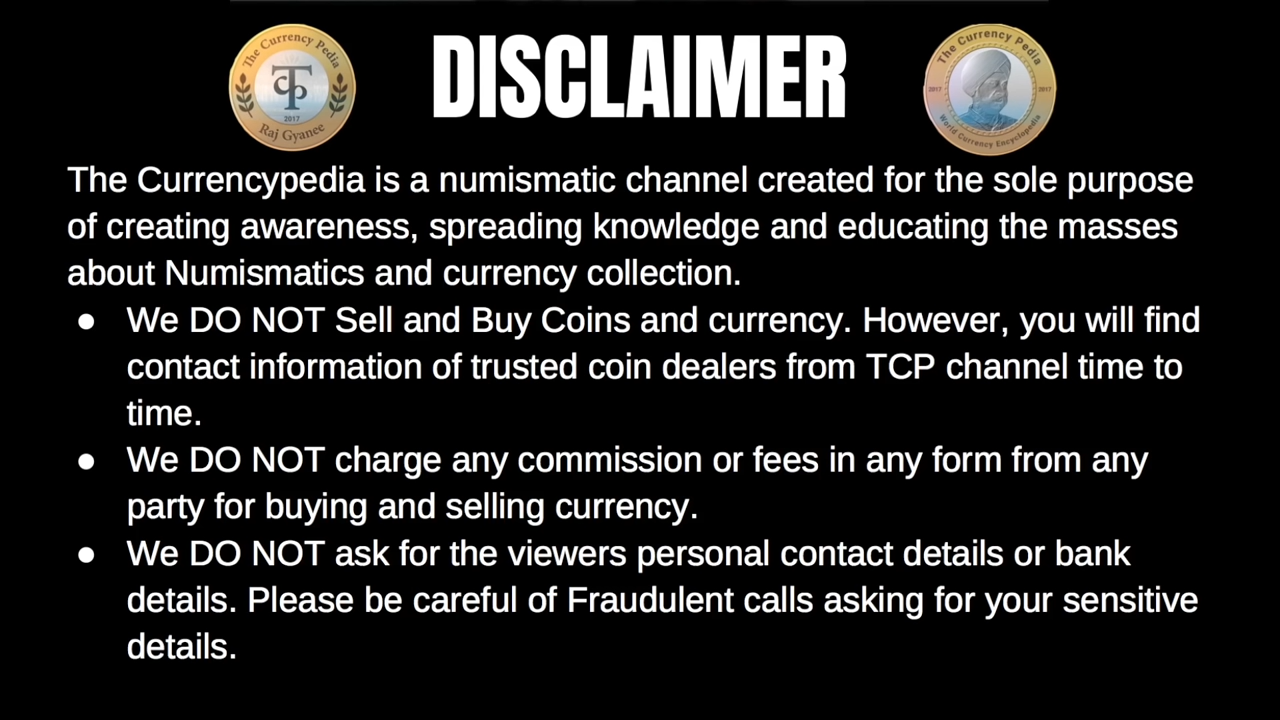 The Currency Pedia
TCP
2017
Raj Gyanee
DISCLAIMER
The Currency Pedia
2017 2017
World Currency Encyclopedia
The Currencypedia is a numismatic channel created for the sole purpose
of creating awareness, spreading knowledge and educating the masses
about Numismatics and currency collection.
● We DO NOT Sell and Buy Coins and currency. However, you will find
contact information of trusted coin dealers from TCP channel time to
time.
● We DO NOT charge any commission or fees in any form from any
party for buying and selling currency.
● We DO NOT ask for the viewers personal contact details or bank
details. Please be careful of Fraudulent calls asking for your sensitive
details.